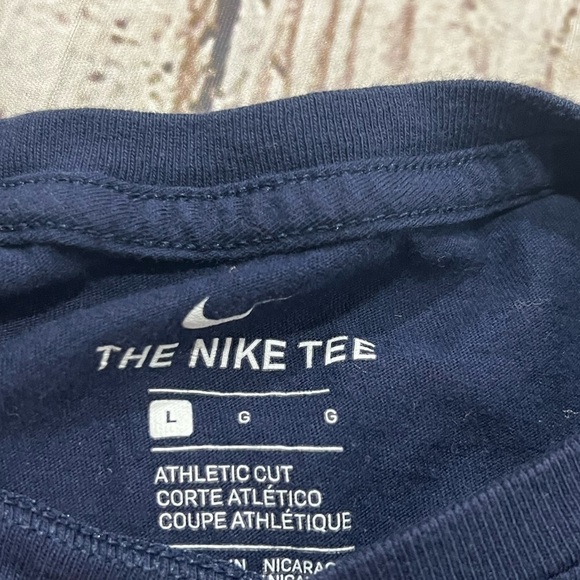 THE NIKE TEE
L G G
ATHLETIC CUT
CORTE ATLÉTICO
COUPE ATHLÉTIQUE